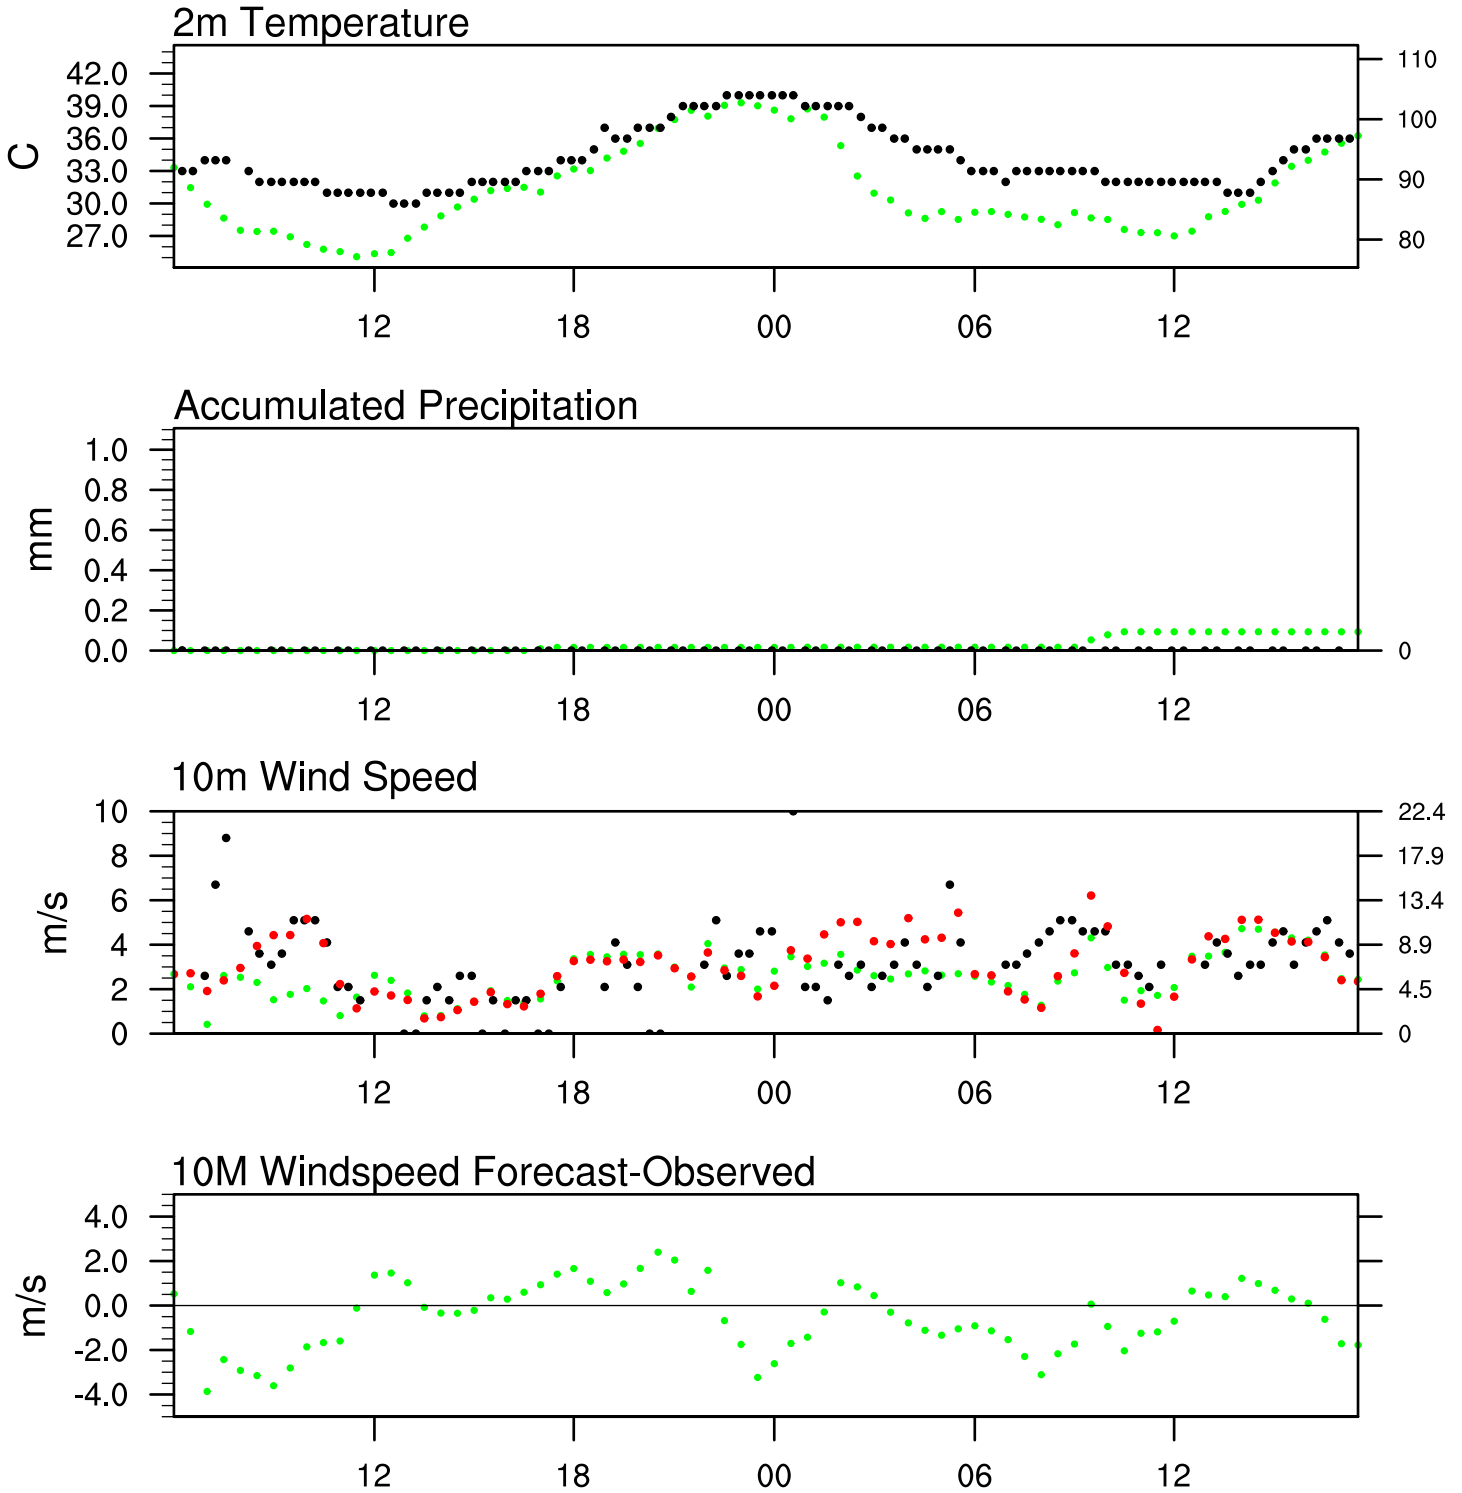 2m Temperature
42.0
39.0
36.0
33.0
30.0
27.0
C
110
100
90
80
12 18 00 06 12
Accumulated Precipitation
1.0
0.8
0.6
0.4
0.2
0.0
mm
0
12 18 00 06 12
10m Wind Speed
10
8
6
4
2
0
m/s
22.4
17.9
13.4
8.9
4.5
0
12 18 00 06 12
10M Windspeed Forecast-Observed
4.0
2.0
0.0
-2.0
-4.0
m/s
12 18 00 06 12